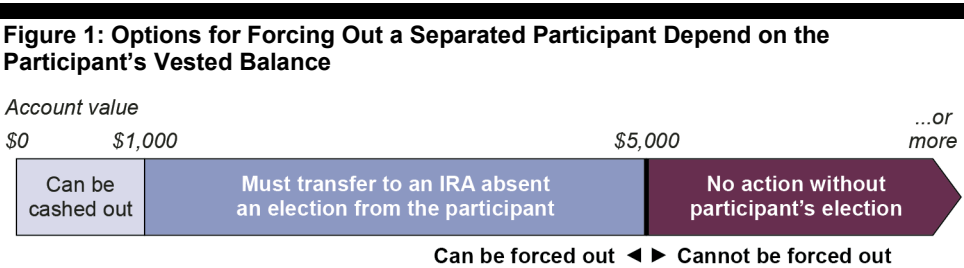 Figure 1: Options for Forcing Out a Separated Participant Depend on the
Participant’s Vested Balance
Account value
$0 $1,000 $5,000 ...or
more
Can be
cashed out
Must transfer to an IRA absent
an election from the participant
No action without
participant’s election
Can be forced out ◄ ► Cannot be forced out